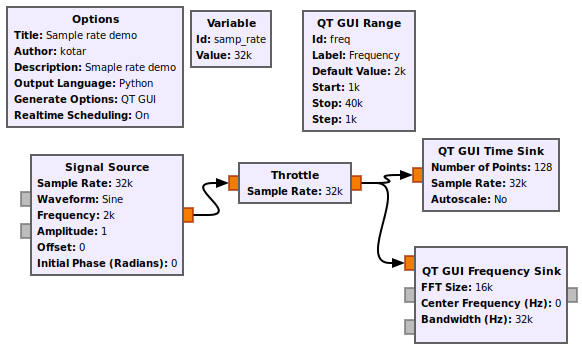 Options
Title: Sample rate demo
Author: kotar
Description: Smaple rate demo
Output Language: Python
Generate Options: QT GUI
Realtime Scheduling: On
Variable
Id: samp_rate
Value: 32k
QT GUI Range
Id: freq
Label: Frequency
Default Value: 2k
Start: 1k
Stop: 40k
Step: 1k
Signal Source
Sample Rate: 32k
Waveform: Sine
Frequency: 2k
Amplitude: 1
Offset: 0
Initial Phase (Radians): 0
Throttle
Sample Rate: 32k
QT GUI Time Sink
Number of Points: 128
Sample Rate: 32k
Autoscale: No
QT GUI Frequency Sink
FFT Size: 16k
Center Frequency (Hz): 0
Bandwidth (Hz): 32k